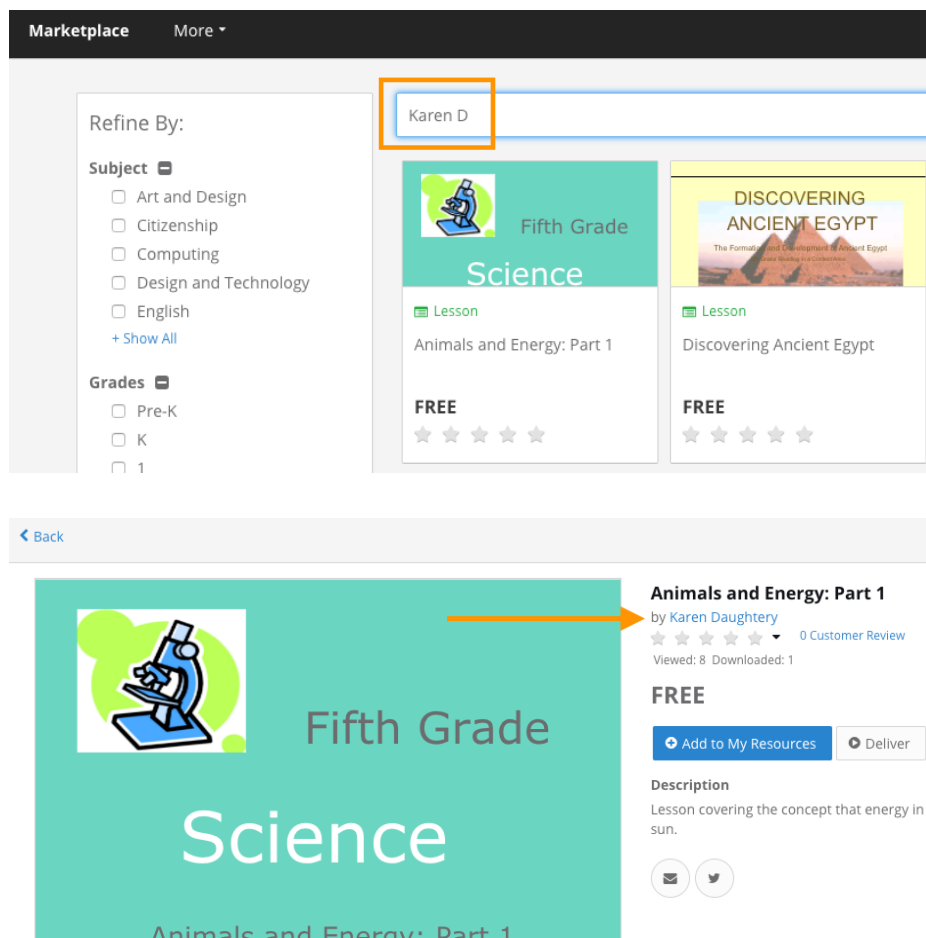 Marketplace More
Refine By:
Karen D
Subject
Art and Design
Citizenship
Computing
Design and Technology
English
+ Show All
Grades
Pre-K
K
1
Fifth Grade
Science
Lesson
Animals and Energy: Part 1
FREE
DISCOVERING
ANCIENT EGYPT
The Formation and Development of Ancient Egypt
Lesson
Discovering Ancient Egypt
FREE
Back
Fifth Grade
Science
Animals and Energy: Part 1
Animals and Energy: Part 1
by Karen Daughtery
0 Customer Review
Viewed: 8 Downloaded: 1
FREE
Add to My Resources
Deliver
Description
Lesson covering the concept that energy in
sun.